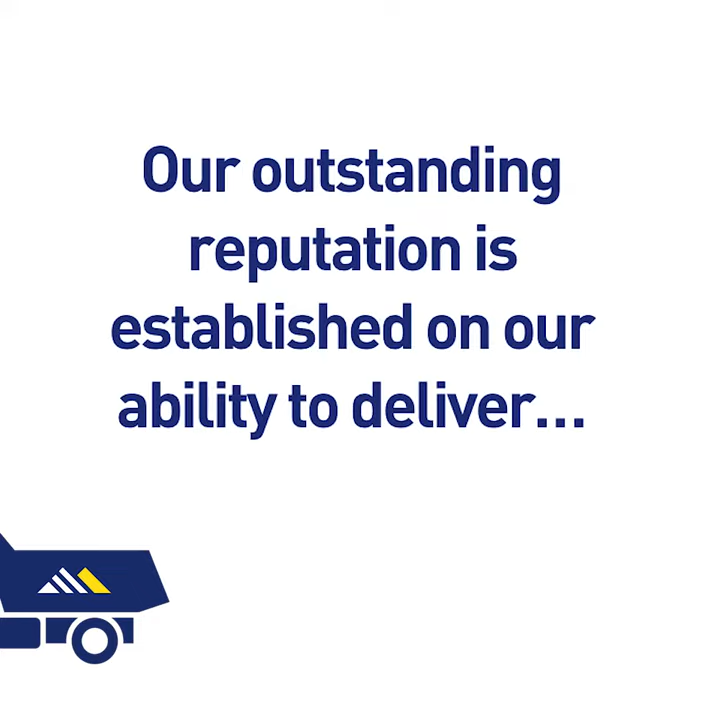 Our outstanding
reputation is
established on our
ability to deliver...